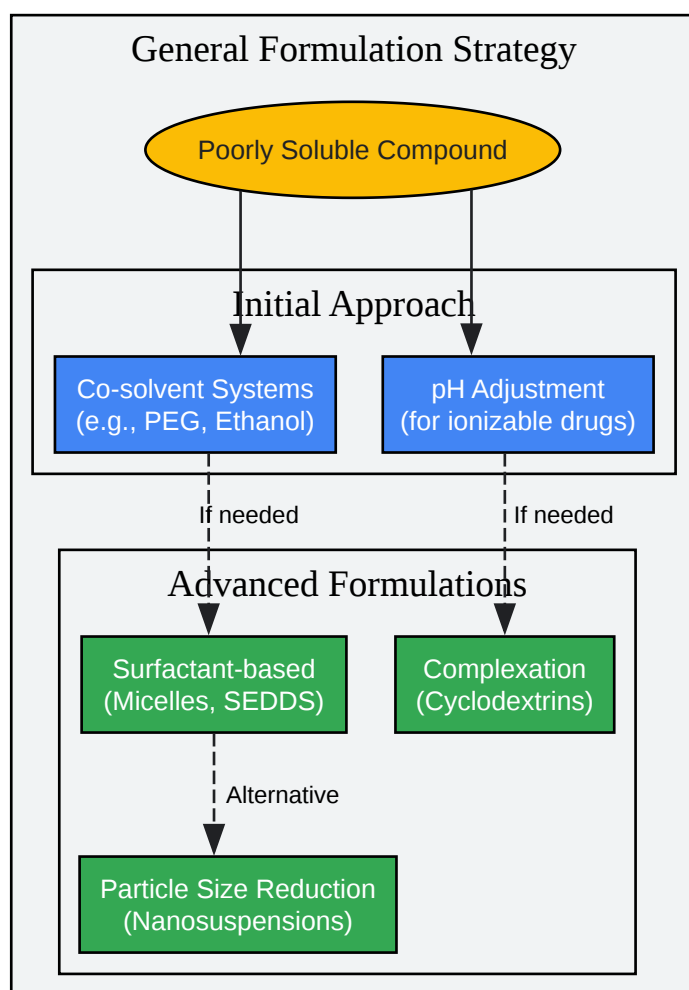 General Formulation Strategy
Poorly Soluble Compound
Initial Approach
Co-solvent Systems
(e.g., PEG, Ethanol)
pH Adjustment
(for ionizable drugs)
If needed
If needed
Advanced Formulations
Surfactant-based
(Micelles, SEDDS)
Complexation
(Cyclodextrins)
Alternative
Particle Size Reduction
(Nanosuspensions)